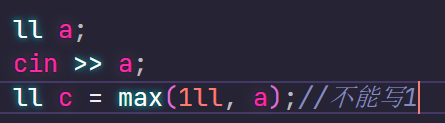 ll a;
cin >> a;
ll c = max(1ll, a);//不能写1